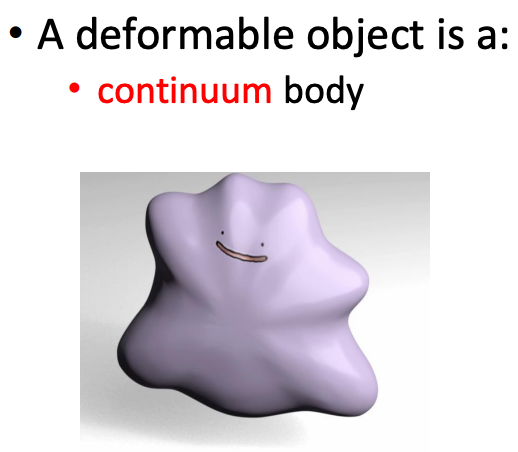 • A deformable object is a:
• continuum body